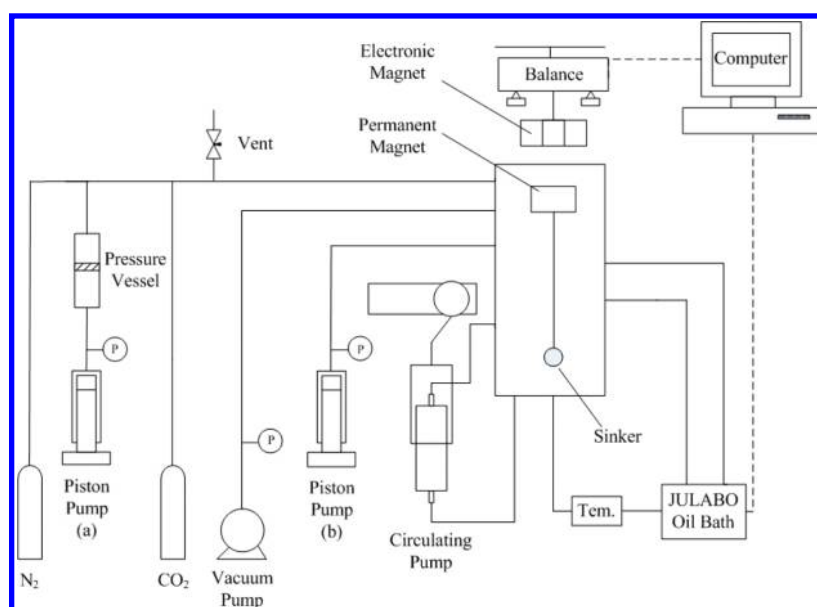 Electronic
Magnet
Balance
Computer
Vent
Permanent
Magnet
Pressure
Vessel
P
P
P
Sinker
Piston
Pump
(a)
Piston
Pump
(b)
Circulating
Pump
Tem.
JULABO
Oil Bath
N₂
CO₂
Vacuum
Pump